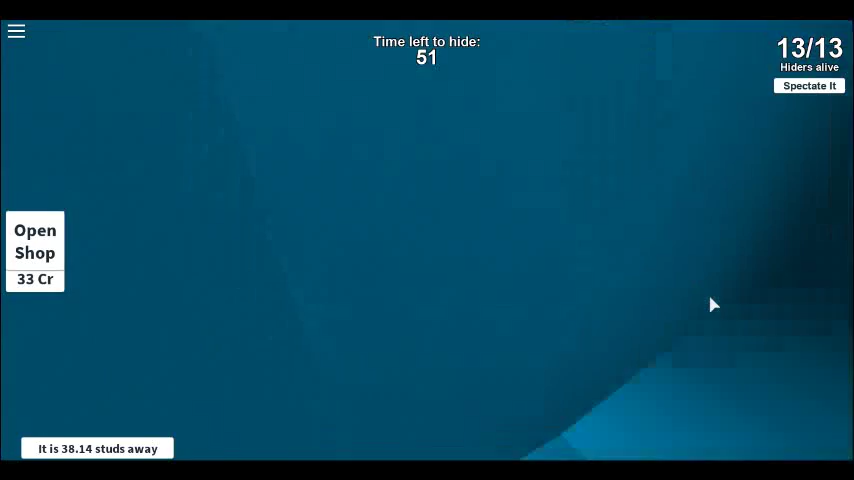 Time left to hide:
51
13/13
Hiders alive
Spectate It
Open
Shop
33 Cr
It is 38.14 studs away